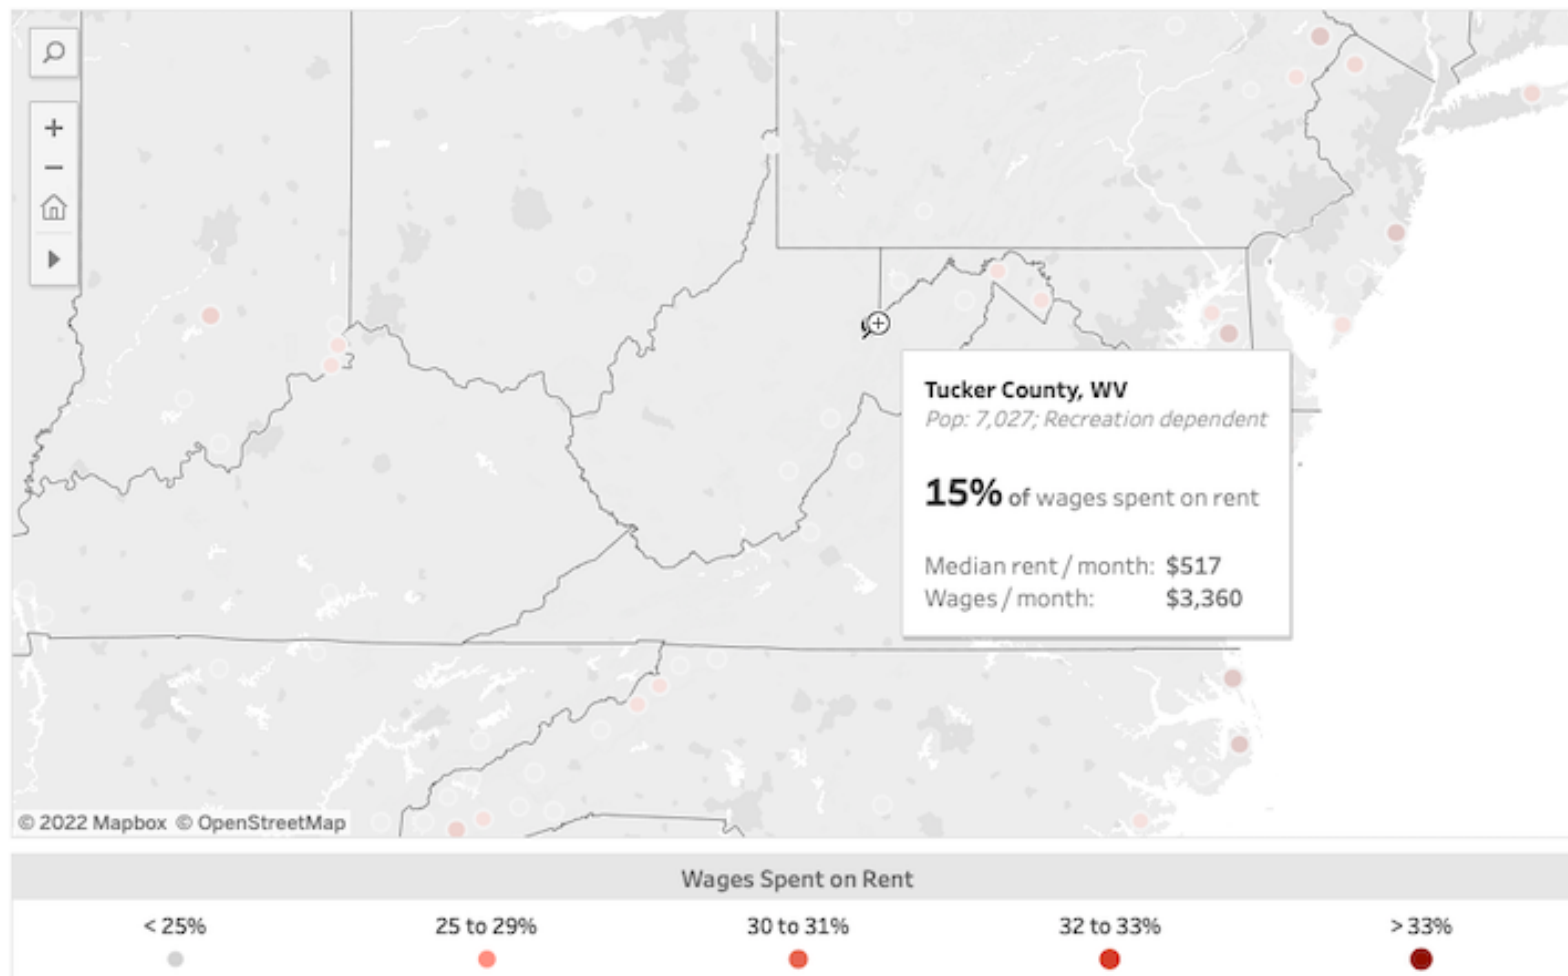 Tucker County, WV
Pop: 7,027; Recreation dependent
15% of wages spent on rent
Median rent / month: $517
Wages / month: $3,360
© 2022 Mapbox © OpenStreetMap
Wages Spent on Rent
< 25% 25 to 29% 30 to 31% 32 to 33% > 33%